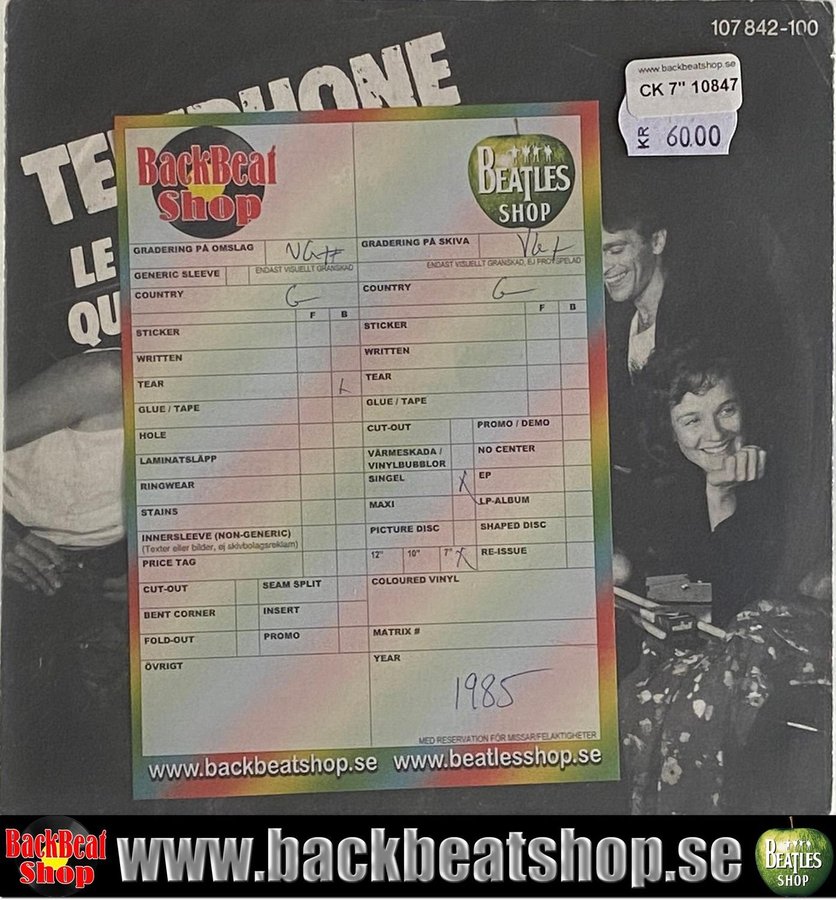 107 842-100
www.backbeatshop.se
CK 7" 10847
KR 60.00
TE PHONE
LE
QU
BackBeat
Shop
BEATLES
SHOP
GRADERING PÅ OMSLAG
GRADERING PÅ SKIVA
ENDAST VISUELLT GRANSKAD
ENDAST VISUELLT GRANSKAD, EJ PROVSPELAD
GENERIC SLEEVE
COUNTRY G
COUNTRY G
F B
F B
STICKER
STICKER
WRITTEN
WRITTEN
TEAR
TEAR
GLUE / TAPE
GLUE / TAPE
HOLE
CUT-OUT
PROMO / DEMO
LAMINATSLÄPP
VÄRMESKADA /
VINYLBUBBLOR
NO CENTER
RINGWEAR
SINGEL X
EP
STAINS
MAXI
LP-ALBUM
INNERSLEEVE (NON-GENERIC)
(Texter eller bilder, ej skivbolagsreklam)
PICTURE DISC
SHAPED DISC
PRICE TAG
12" 10" 7" X
RE-ISSUE
CUT-OUT
SEAM SPLIT
COLOURED VINYL
BENT CORNER
INSERT
FOLD-OUT
PROMO
MATRIX #
ÖVRIGT
YEAR
1985
MED RESERVATION FÖR MISSAR/FELAKTIGHETER
www.backbeatshop.se www.beatlesshop.se
BackBeat
Shop
www.backbeatshop.se
BEATLES
SHOP